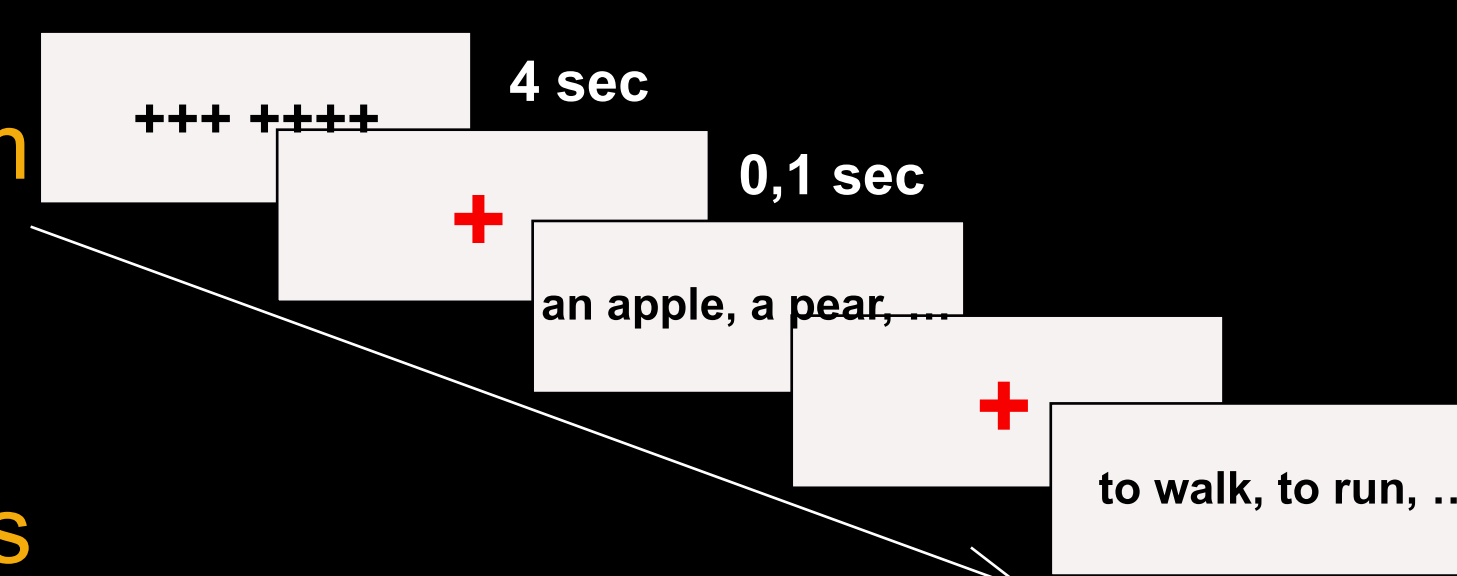 +++ ++++
4 sec
+
0,1 sec
an apple, a pear, ...
+
to walk, to run, ..
n
s